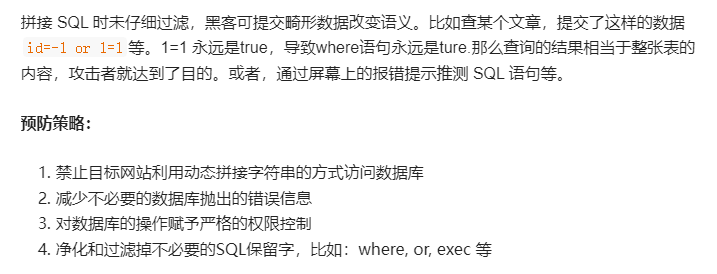 拼接 SQL 时未仔细过滤，黑客可提交畸形数据改变语义。比如查某个文章，提交了这样的数据
id=-1 or 1=1 等。1=1 永远是true，导致where语句永远是ture.那么查询的结果相当于整张表的
内容，攻击者就达到了目的。或者，通过屏幕上的报错提示推测 SQL 语句等。
预防策略：
1. 禁止目标网站利用动态拼接字符串的方式访问数据库
2. 减少不必要的数据库抛出的错误信息
3. 对数据库的操作赋予严格的权限控制
4. 净化和过滤掉不必要的SQL保留字，比如：where, or, exec 等